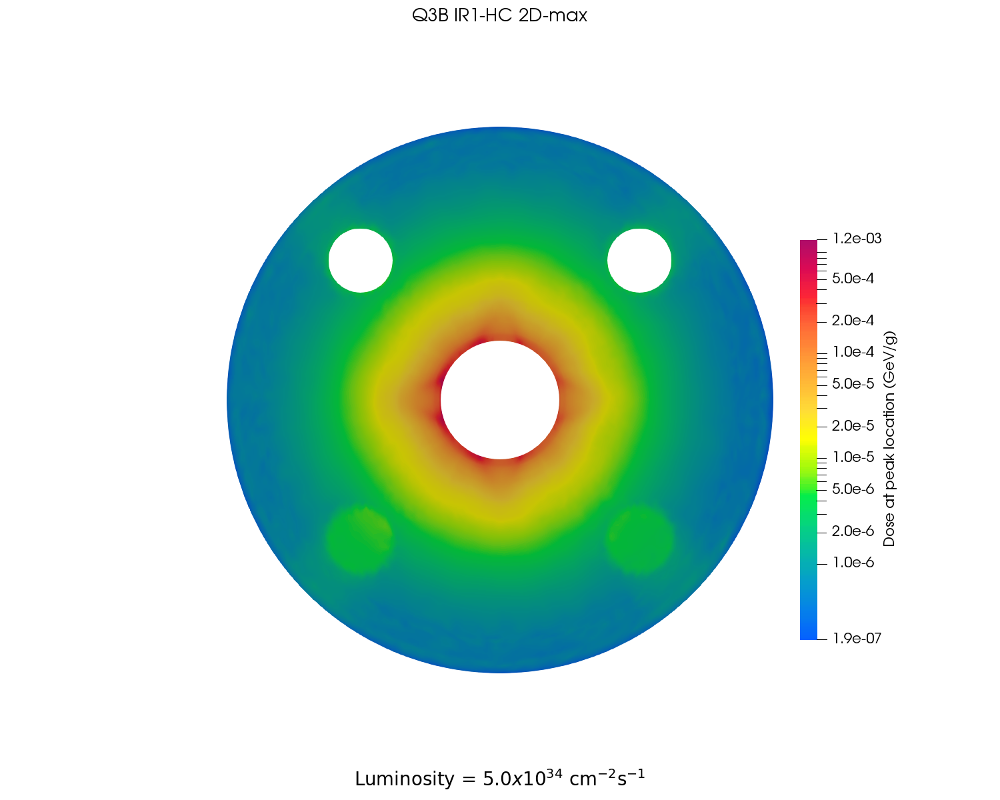 Q3B IR1-HC 2D-max
1.2e-03
5.0e-4
2.0e-4
1.0e-4
5.0e-5
2.0e-5
1.0e-5
5.0e-6
2.0e-6
1.0e-6
1.9e-07
Dose at peak location (GeV/g)
Luminosity = 5.0x10³⁴ cm⁻²s⁻¹